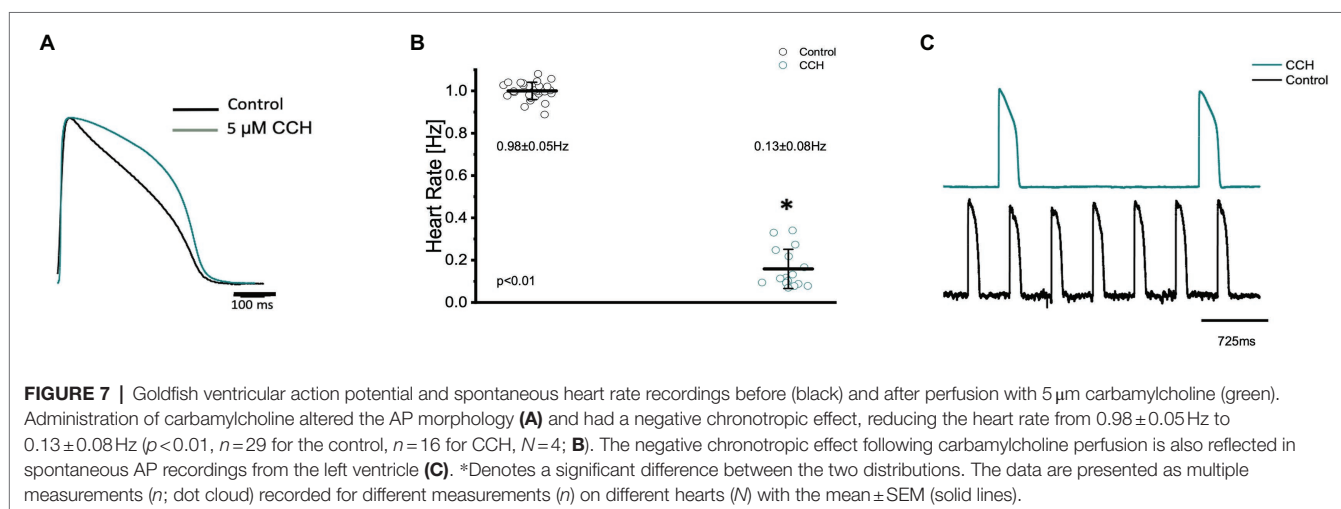 A
Control
5 µM CCH
100 ms
B
Control
CCH
Heart Rate [Hz]
1.0
0.8
0.6
0.4
0.2
0.0
0.98±0.05Hz
0.13±0.08Hz
*
p<0.01
C
CCH
Control
725ms
FIGURE 7 | Goldfish ventricular action potential and spontaneous heart rate recordings before (black) and after perfusion with 5 µm carbamylcholine (green).
Administration of carbamylcholine altered the AP morphology (A) and had a negative chronotropic effect, reducing the heart rate from 0.98 ± 0.05 Hz to
0.13 ± 0.08 Hz (p < 0.01, n = 29 for the control, n = 16 for CCH, N = 4; B). The negative chronotropic effect following carbamylcholine perfusion is also reflected in
spontaneous AP recordings from the left ventricle (C). *Denotes a significant difference between the two distributions. The data are presented as multiple
measurements (n; dot cloud) recorded for different measurements (n) on different hearts (N) with the mean ± SEM (solid lines).